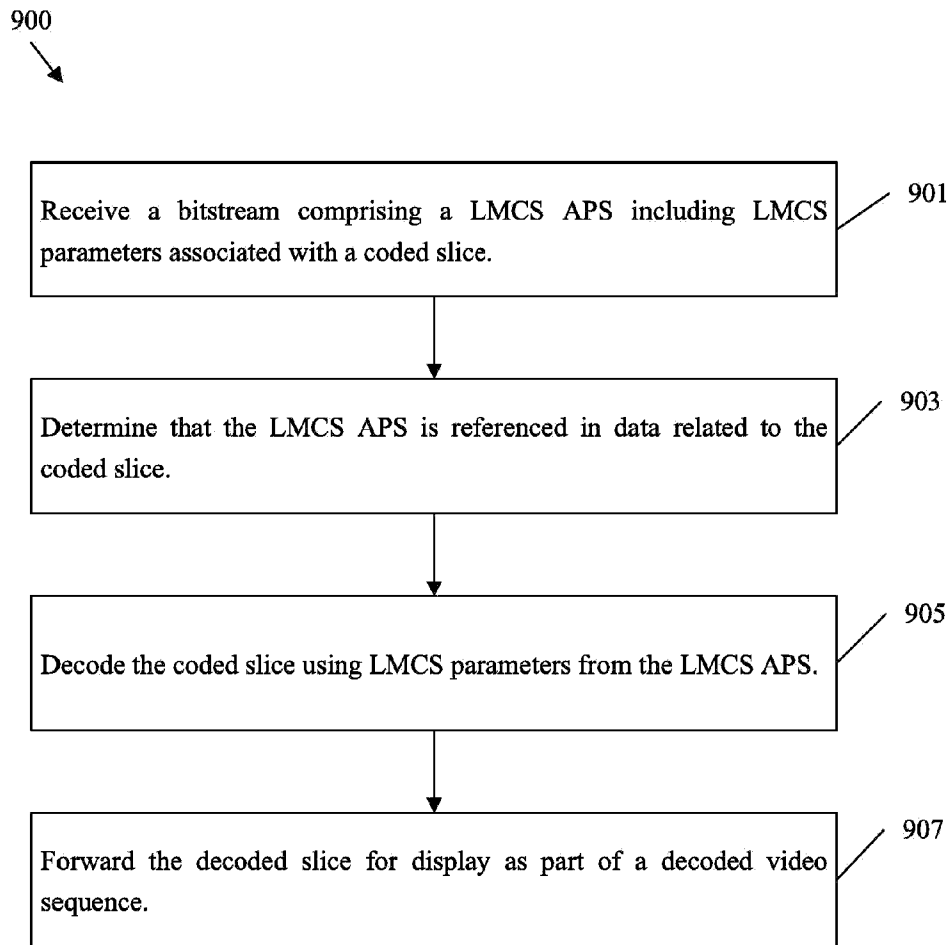 900
Receive a bitstream comprising a LMCS APS including LMCS
parameters associated with a coded slice.
901
Determine that the LMCS APS is referenced in data related to the
coded slice.
903
Decode the coded slice using LMCS parameters from the LMCS APS.
905
Forward the decoded slice for display as part of a decoded video
sequence.
907